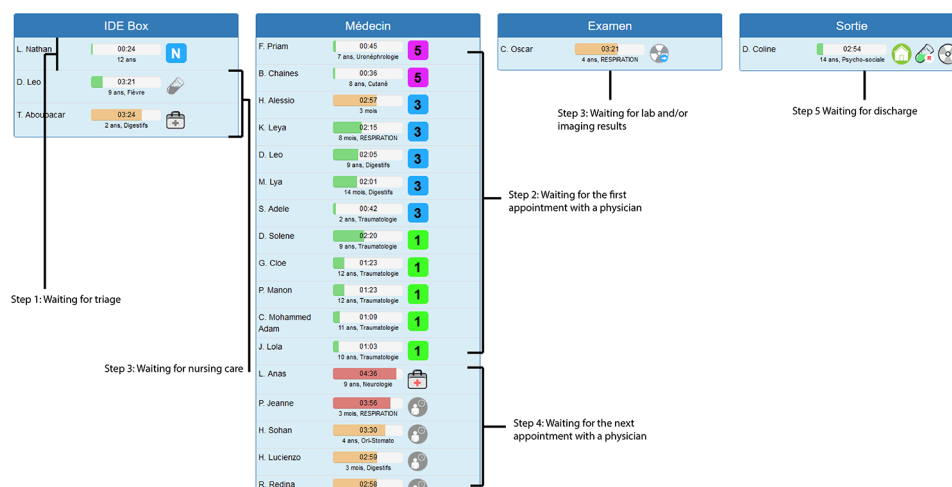 IDE Box
L. Nathan
00:24
N
12 ans
D. Leo
03:21
9 ans, Fièvre
T. Aboubacar
03:24
2 ans, Digestifs
Médecin
F. Priam
00:45
5
7 ans, Uronéphrologie
B. Chaines
00:36
5
8 ans, Cutané
H. Alessio
02:57
3
3 mois
K. Leya
02:15
3
8 mois, RESPIRATION
D. Leo
02:05
3
9 ans, Digestifs
M. Lya
02:01
3
14 mois, Digestifs
S. Adele
00:42
3
2 ans, Traumatologie
D. Solene
02:20
1
9 ans, Traumatologie
G. Cloe
01:23
1
12 ans, Traumatologie
P. Manon
01:23
1
12 ans, Traumatologie
C. Mohammed
Adam
01:09
1
11 ans, Traumatologie
J. Lola
01:03
1
10 ans, Traumatologie
L. Anas
04:36
9 ans, Neurologie
P. Jeanne
03:56
3 mois, RESPIRATION
H. Sohan
03:30
4 ans, Orl-Stomato
H. Lucienzo
02:59
3 mois, Digestifs
R. Redina
02:58
Examen
C. Oscar
03:21
4 ans, RESPIRATION
Sortie
D. Coline
02:54
14 ans, Psycho-sociale
Step 1: Waiting for triage
Step 3: Waiting for nursing care
Step 3: Waiting for lab and/or
imaging results
Step 5 Waiting for discharge
Step 2: Waiting for the first
appointment with a physician
Step 4: Waiting for the next
appointment with a physician